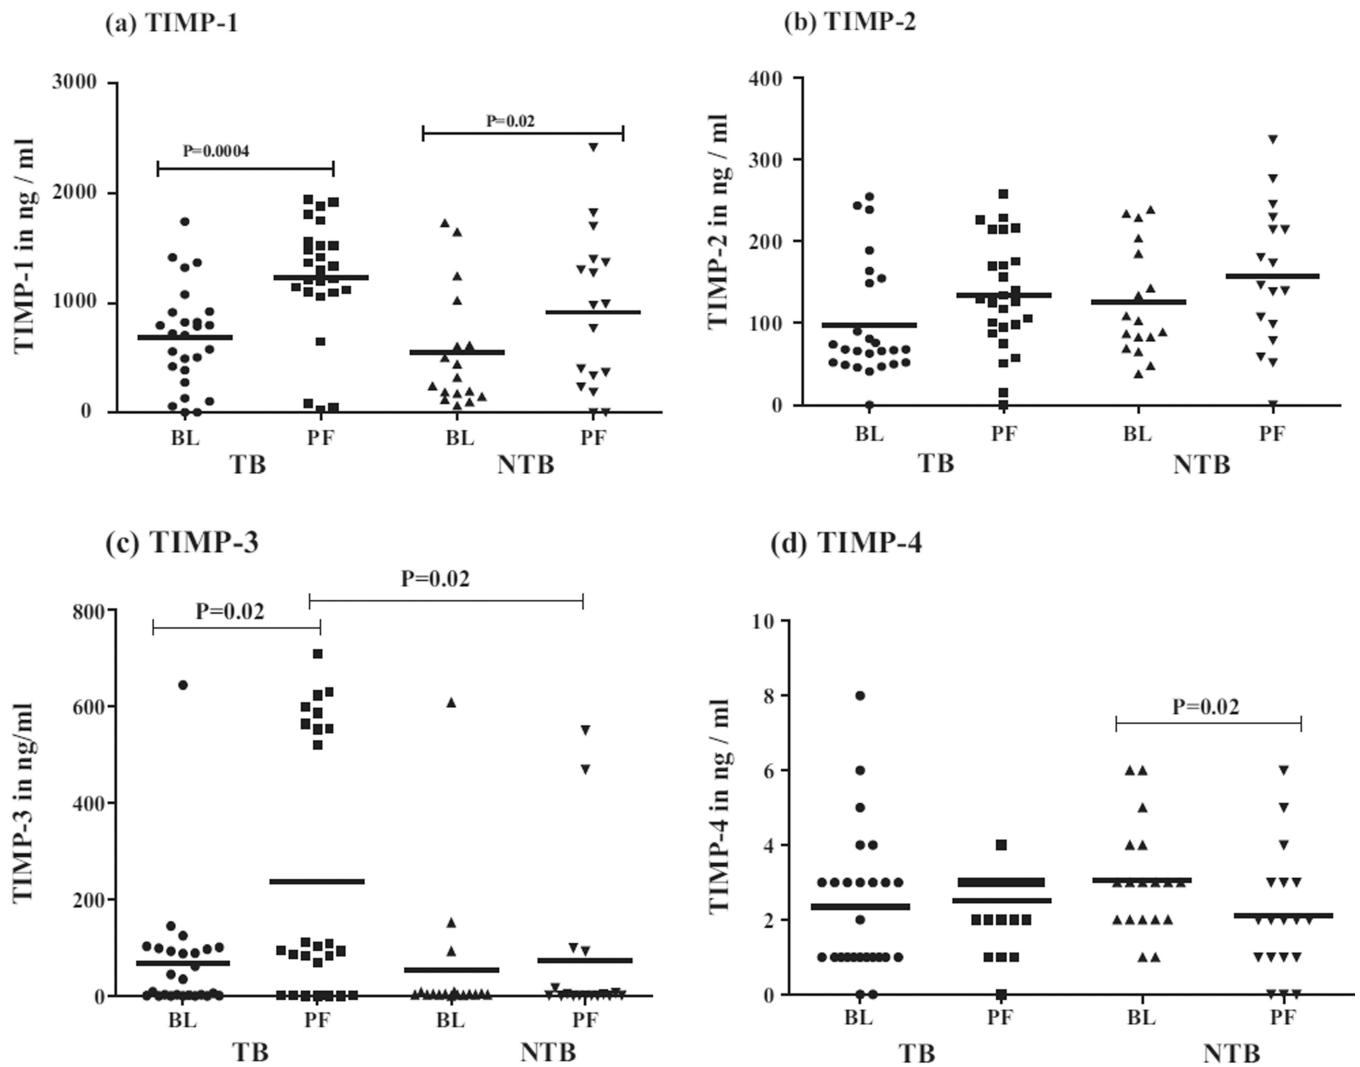 (a) TIMP-1
TIMP-1 in ng / ml
3000
2000
1000
0
P=0.0004
P=0.02
BL PF BL PF
TB NTB
(b) TIMP-2
TIMP-2 in ng / ml
400
300
200
100
0
BL PF BL PF
TB NTB
(c) TIMP-3
TIMP-3 in ng/ml
800
600
400
200
0
P=0.02
P=0.02
BL PF BL PF
TB NTB
(d) TIMP-4
TIMP-4 in ng / ml
10
8
6
4
2
0
P=0.02
BL PF BL PF
TB NTB